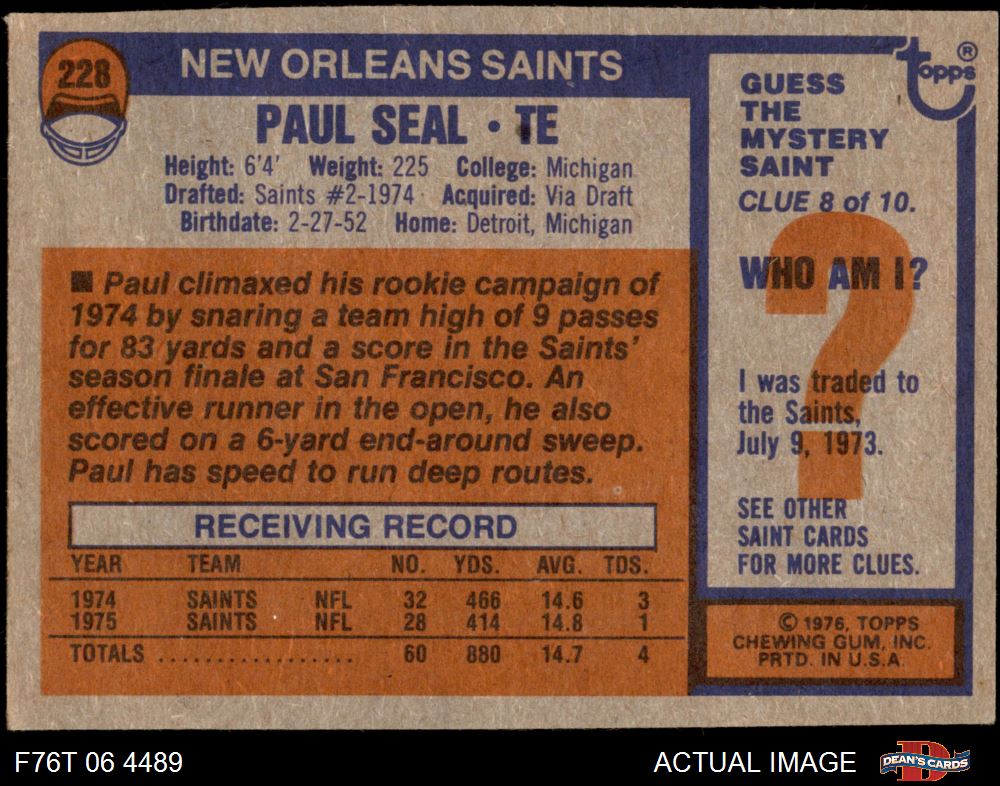 228
NEW ORLEANS SAINTS
PAUL SEAL • TE
Height: 6'4' Weight: 225 College: Michigan
Drafted: Saints #2-1974 Acquired: Via Draft
Birthdate: 2-27-52 Home: Detroit, Michigan
■ Paul climaxed his rookie campaign of
1974 by snaring a team high of 9 passes
for 83 yards and a score in the Saints'
season finale at San Francisco. An
effective runner in the open, he also
scored on a 6-yard end-around sweep.
Paul has speed to run deep routes.
RECEIVING RECORD
YEAR TEAM NO. YDS. AVG. TDS.
1974 SAINTS NFL 32 466 14.6 3
1975 SAINTS NFL 28 414 14.8 1
TOTALS .................. 60 880 14.7 4
topps ®
GUESS
THE
MYSTERY
SAINT
CLUE 8 of 10.
?
WHO AM I?
I was traded to
the Saints,
July 9, 1973.
SEE OTHER
SAINT CARDS
FOR MORE CLUES.
© 1976, TOPPS
CHEWING GUM, INC.
PRTD. IN U.S.A.
F76T 06 4489
ACTUAL IMAGE
D
DEAN'S CARDS